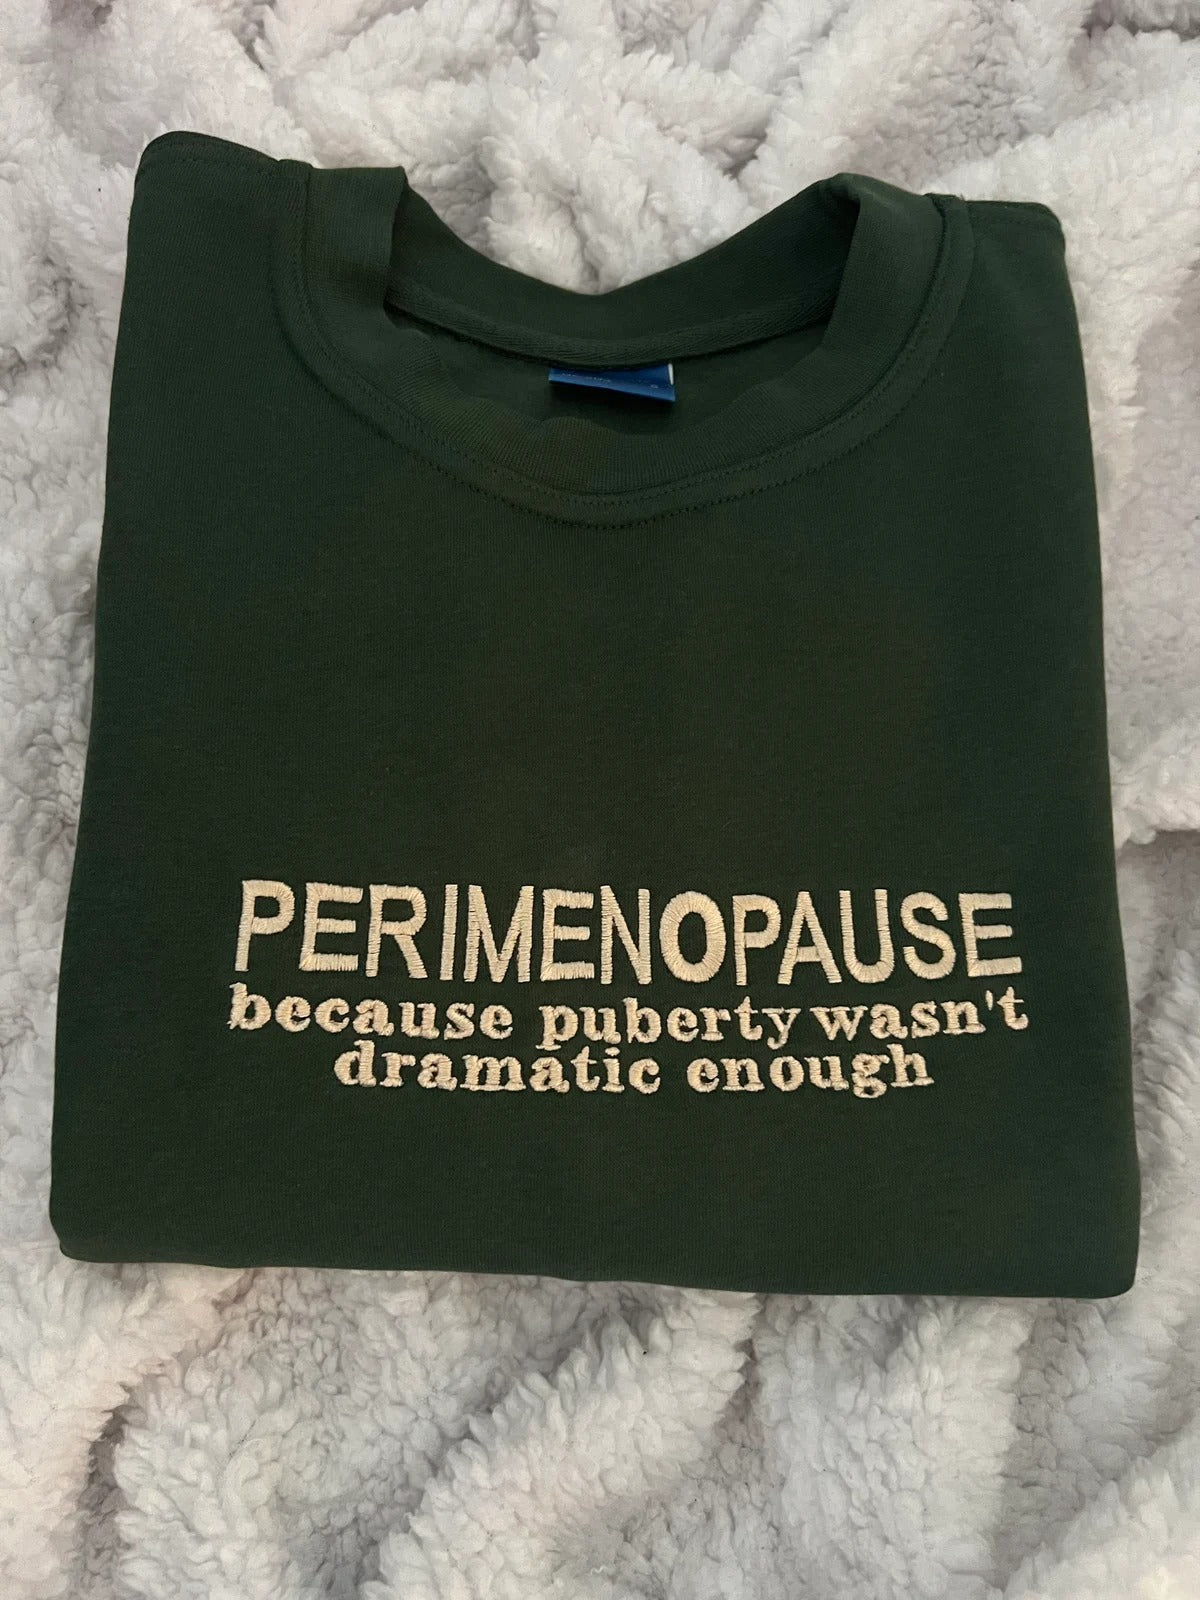 PERIMENOPAUSE
because puberty wasn't
dramatic enough